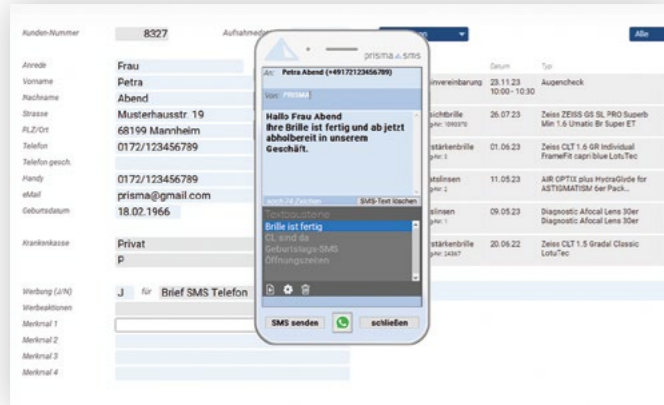 Kunden-Nummer 8327
Alle
prisma sms
An: Petra Abend (+49172123456789)
Von: PRISMA
Hallo Frau Abend
Ihre Brille ist fertig und ab jetzt
abholbereit in unserem
Geschäft.
noch 74 Zeichen SMS-Text löschen
Textbausteine
Brille ist fertig
CL sind da
Geburtstags-SMS
Öffnungszeiten
SMS senden schließen
Anrede Frau
Vorname Petra
Nachname Abend
Strasse Musterhausstr. 19
PLZ/Ort 68199 Mannheim
Telefon 0172/123456789
Telefon gesch.
Handy 0172/123456789
eMail prisma@gmail.com
Geburtsdatum 18.02.1966
Krankenkasse Privat
P
Werbung (J/N) J für Brief SMS Telefon
Werbeaktionen
Merkmal 1
Merkmal 2
Merkmal 3
Merkmal 4
Datum Typ
23.11.23 Augencheck
10:00 - 10:30
26.07.23 Zeiss ZEISS GS SL PRO Superb
Min 1.6 Umatic Br Super ET
01.06.23 Zeiss CLT 1.6 GR Individual
FrameFit capri blue LotuTec
11.05.23 AIR OPTIX plus HydraGlyde for
ASTIGMATISM 6er Pack...
09.05.23 Diagnostic Afocal Lens 30er
Diagnostic Afocal Lens 30er
20.06.22 Zeiss CLT 1.5 Gradal Classic
LotuTec